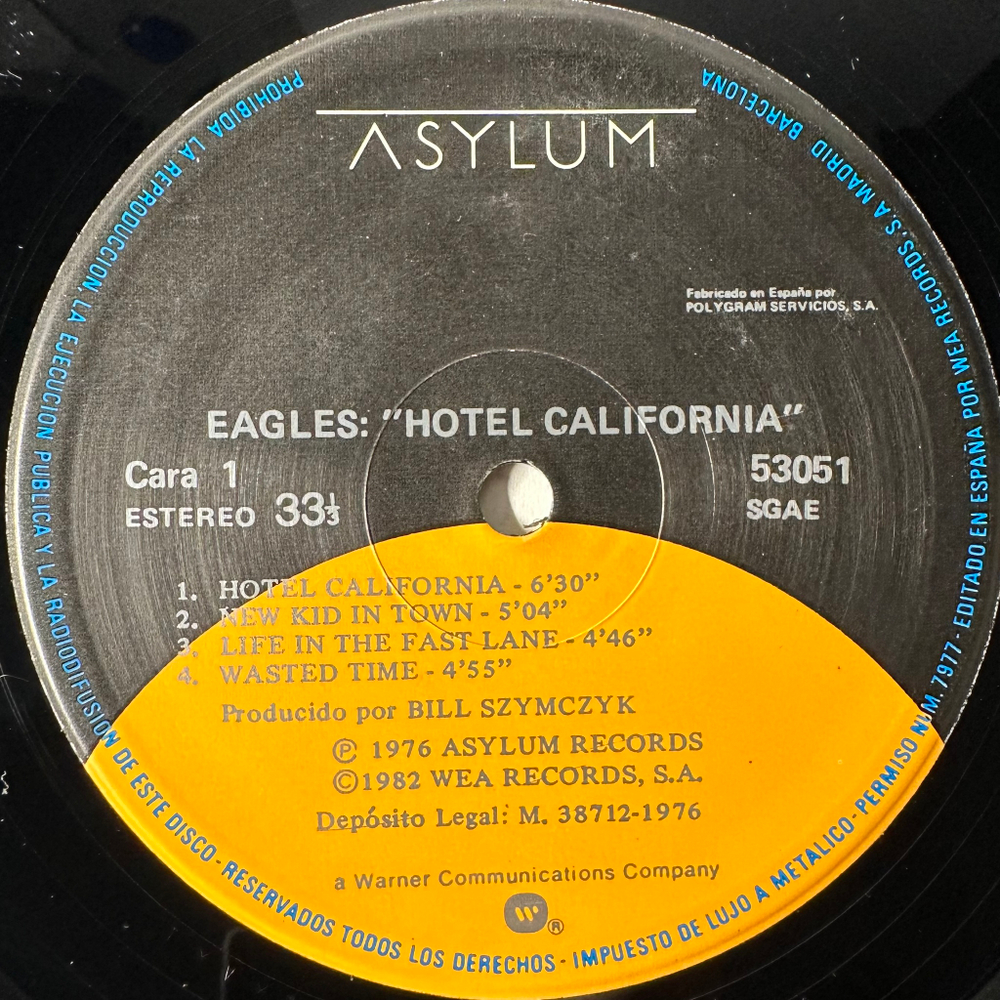 ASYLUM
Fabricado en España por
POLYGRAM SERVICIOS, S.A.
EAGLES: "HOTEL CALIFORNIA"
Cara 1
53051
ESTEREO 33⅓
SGAE
1. HOTEL CALIFORNIA - 6'30"
2. NEW KID IN TOWN - 5'04"
3. LIFE IN THE FAST LANE - 4'46"
4. WASTED TIME - 4'55"
Producido por BILL SZYMCZYK
Ⓟ 1976 ASYLUM RECORDS
©1982 WEA RECORDS, S.A.
Depósito Legal: M. 38712-1976
a Warner Communications Company
W ®
PROHIBIDA LA REPRODUCCION, LA EJECUCION PUBLICA Y LA RADIODIFUSION DE ESTE DISCO - RESERVADOS TODOS LOS DERECHOS - IMPUESTO DE LUJO A METALICO - PERMISO NUM. 7977 - EDITADO EN ESPAÑA POR WEA RECORDS, S.A MADRID BARCELONA